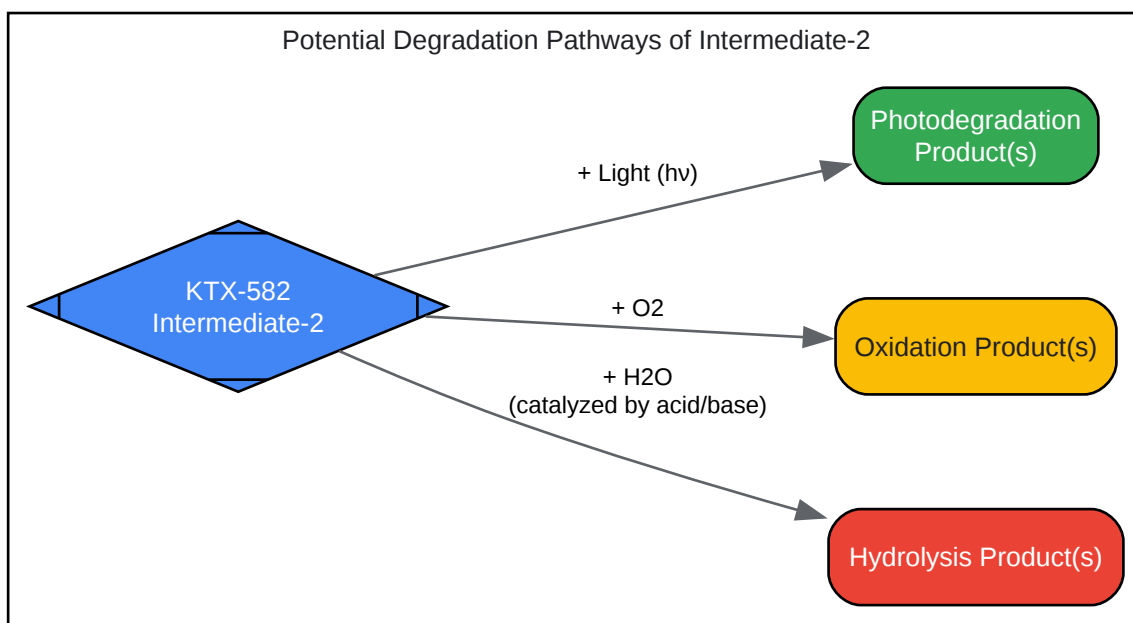 Potential Degradation Pathways of Intermediate-2
Photodegradation
Product(s)
+ Light (hν)
KTX-582
Intermediate-2
+ O2
Oxidation Product(s)
+ H2O
(catalyzed by acid/base)
Hydrolysis Product(s)